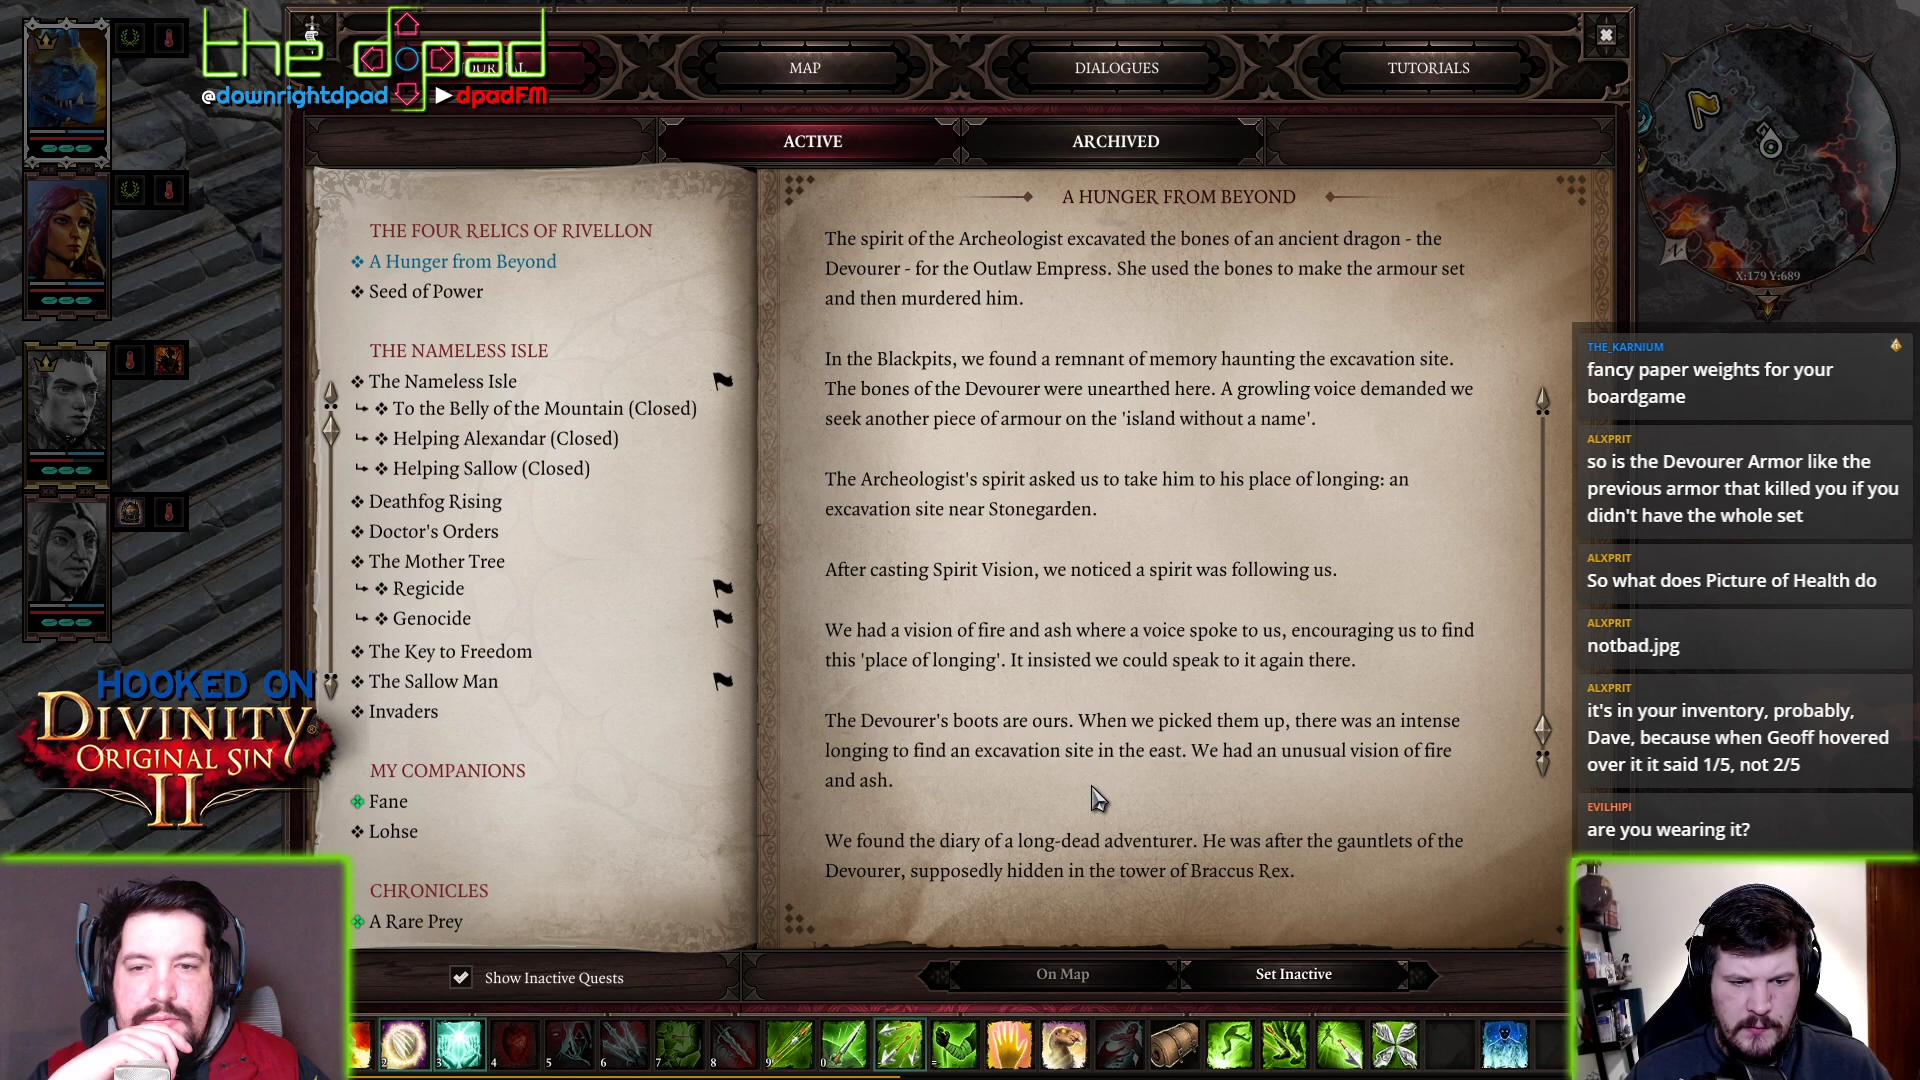 the d pad
@downrightdpad dpadFM
MAP
DIALOGUES
TUTORIALS
ACTIVE
ARCHIVED
THE FOUR RELICS OF RIVELLON
A Hunger from Beyond
Seed of Power
THE NAMELESS ISLE
The Nameless Isle
To the Belly of the Mountain (Closed)
Helping Alexandar (Closed)
Helping Sallow (Closed)
Deathfog Rising
Doctor's Orders
The Mother Tree
Regicide
Genocide
The Key to Freedom
The Sallow Man
Invaders
MY COMPANIONS
Fane
Lohse
CHRONICLES
A Rare Prey
Show Inactive Quests
A HUNGER FROM BEYOND
The spirit of the Archeologist excavated the bones of an ancient dragon - the
Devourer - for the Outlaw Empress. She used the bones to make the armour set
and then murdered him.
In the Blackpits, we found a remnant of memory haunting the excavation site.
The bones of the Devourer were unearthed here. A growling voice demanded we
seek another piece of armour on the 'island without a name'.
The Archeologist's spirit asked us to take him to his place of longing: an
excavation site near Stonegarden.
After casting Spirit Vision, we noticed a spirit was following us.
We had a vision of fire and ash where a voice spoke to us, encouraging us to find
this 'place of longing'. It insisted we could speak to it again there.
The Devourer's boots are ours. When we picked them up, there was an intense
longing to find an excavation site in the east. We had an unusual vision of fire
and ash.
We found the diary of a long-dead adventurer. He was after the gauntlets of the
Devourer, supposedly hidden in the tower of Braccus Rex.
On Map
Set Inactive
X:179 Y:689
THE_KARNIUM
fancy paper weights for your
boardgame
ALXPRIT
so is the Devourer Armor like the
previous armor that killed you if you
didn't have the whole set
ALXPRIT
So what does Picture of Health do
ALXPRIT
notbad.jpg
ALXPRIT
it's in your inventory, probably,
Dave, because when Geoff hovered
over it it said 1/5, not 2/5
EVILHIPI
are you wearing it?
HOOKED ON
DIVINITY
ORIGINAL SIN
II
2 3 4 5 6 7 8 9 0 =